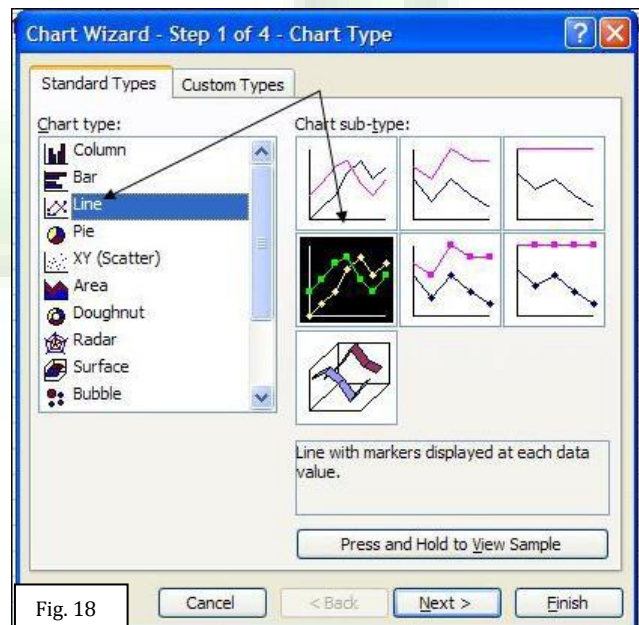 Chart Wizard - Step 1 of 4 - Chart Type
Standard Types
Custom Types
Chart type:
Column
Bar
Line
Pie
XY (Scatter)
Area
Doughnut
Radar
Surface
Bubble
Chart sub-type:
Line with markers displayed at each data
value.
Press and Hold to View Sample
Fig. 18
Cancel
< Back
Next >
Finish